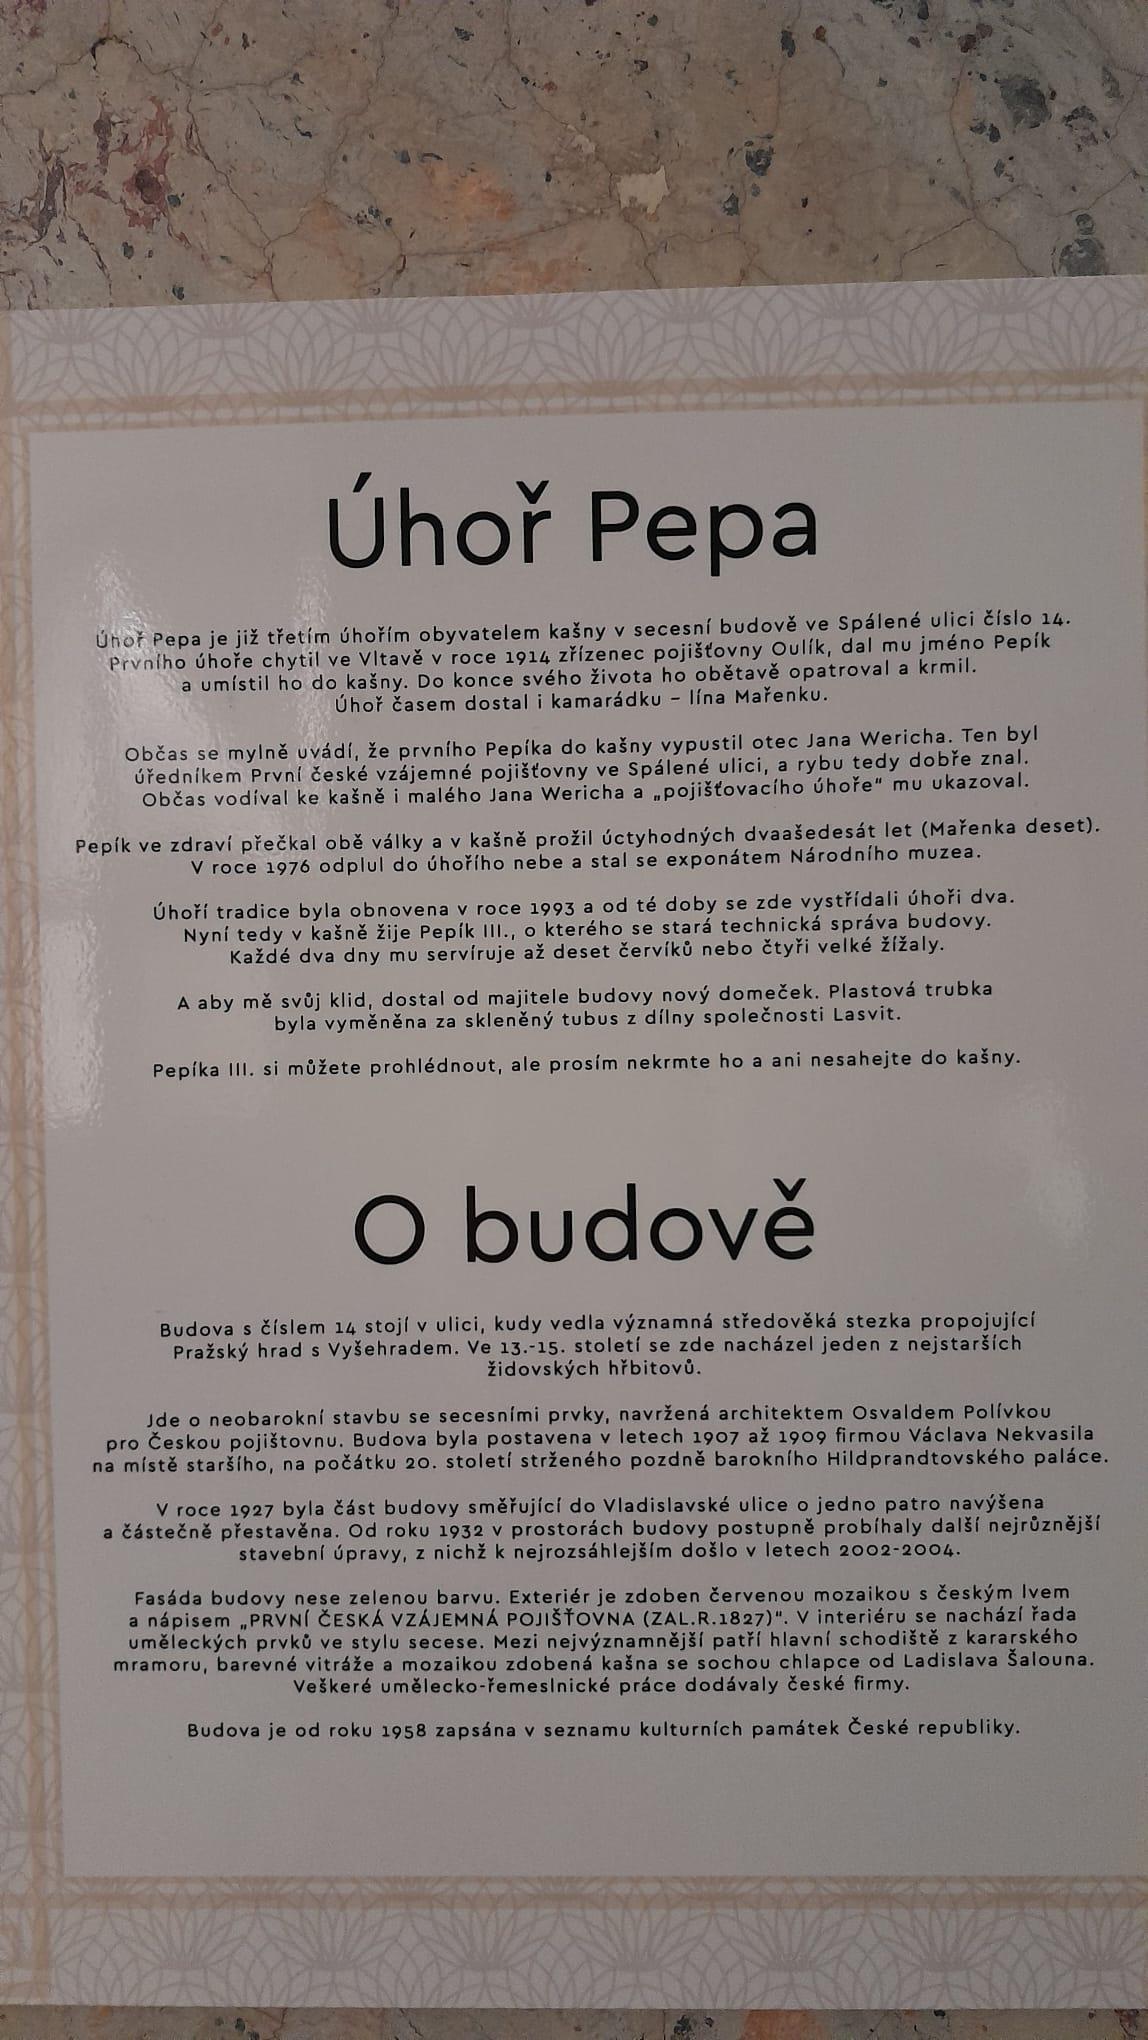 Úhoř Pepa
Úhoř Pepa je již třetím úhořím obyvatelem kašny v secesní budově ve Spálené ulici číslo 14.
Prvního úhoře chytil ve Vltavě v roce 1914 zřízenec pojišťovny Oulík, dal mu jméno Pepík
a umístil ho do kašny. Do konce svého života ho obětavě opatroval a krmil.
Úhoř časem dostal i kamarádku – lína Mařenku.
Občas se mylně uvádí, že prvního Pepíka do kašny vypustil otec Jana Wericha. Ten byl
úředníkem První české vzájemné pojišťovny ve Spálené ulici, a rybu tedy dobře znal.
Občas vodíval ke kašně i malého Jana Wericha a „pojišťovacího úhoře“ mu ukazoval.
Pepík ve zdraví přečkal obě války a v kašně prožil úctyhodných dvaašedesát let (Mařenka deset).
V roce 1976 odplul do úhořího nebe a stal se exponátem Národního muzea.
Úhoří tradice byla obnovena v roce 1993 a od té doby se zde vystřídali úhoři dva.
Nyní tedy v kašně žije Pepík III., o kterého se stará technická správa budovy.
Každé dva dny mu servíruje až deset červíků nebo čtyři velké žížaly.
A aby mě svůj klid, dostal od majitele budovy nový domeček. Plastová trubka
byla vyměněna za skleněný tubus z dílny společnosti Lasvit.
Pepíka III. si můžete prohlédnout, ale prosím nekrmte ho a ani nesahejte do kašny.
O budově
Budova s číslem 14 stojí v ulici, kudy vedla významná středověká stezka propojující
Pražský hrad s Vyšehradem. Ve 13.-15. století se zde nacházel jeden z nejstarších
židovských hřbitovů.
Jde o neobarokní stavbu se secesními prvky, navržená architektem Osvaldem Polívkou
pro Českou pojištovnu. Budova byla postavena v letech 1907 až 1909 firmou Václava Nekvasila
na místě staršího, na počátku 20. století strženého pozdně barokního Hildprandtovského paláce.
V roce 1927 byla část budovy směřující do Vladislavské ulice o jedno patro navýšena
a částečně přestavěna. Od roku 1932 v prostorách budovy postupně probíhaly další nejrůznější
stavební úpravy, z nichž k nejrozsáhlejším došlo v letech 2002-2004.
Fasáda budovy nese zelenou barvu. Exteriér je zdoben červenou mozaikou s českým lvem
a nápisem „PRVNÍ ČESKÁ VZÁJEMNÁ POJIŠŤOVNA (ZAL.R.1827)“. V interiéru se nachází řada
uměleckých prvků ve stylu secese. Mezi nejvýznamnější patří hlavní schodiště z kararského
mramoru, barevné vitráže a mozaikou zdobená kašna se sochou chlapce od Ladislava Šalouna.
Veškeré umělecko-řemeslnické práce dodávaly české firmy.
Budova je od roku 1958 zapsána v seznamu kulturních památek České republiky.